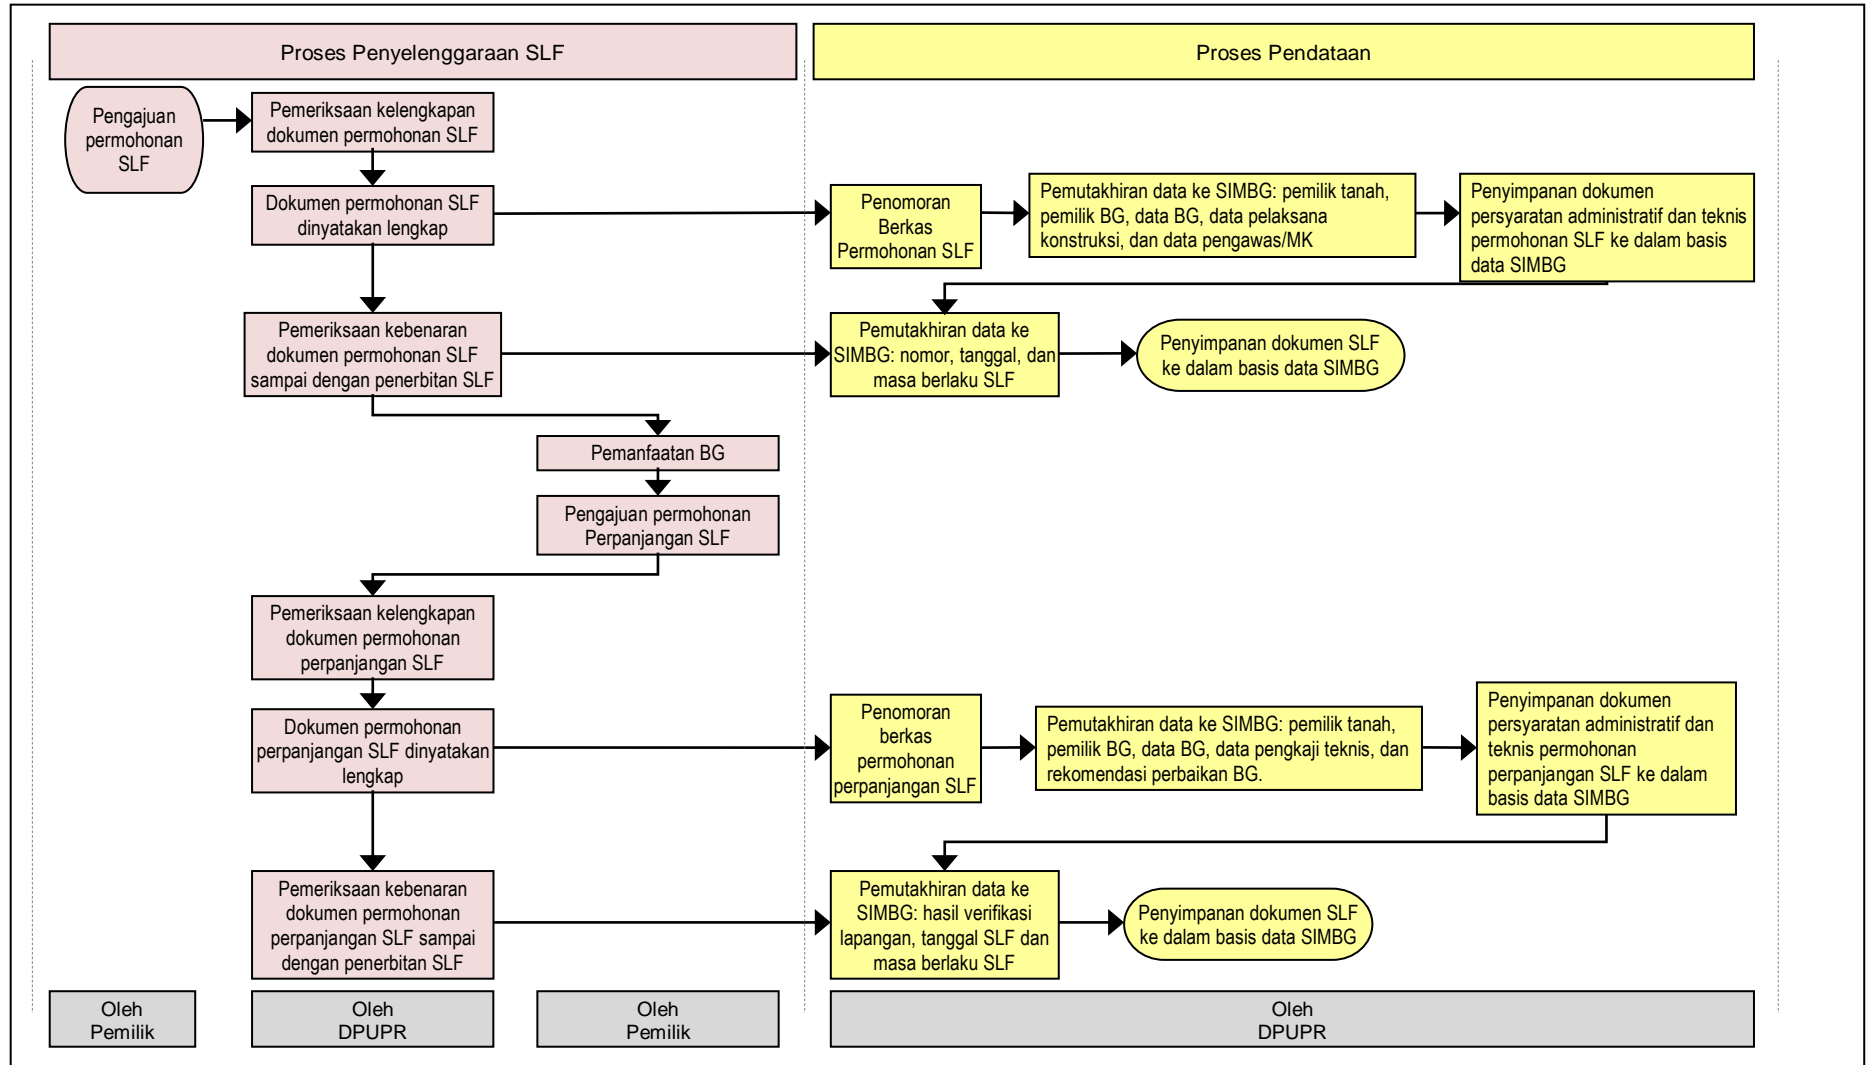 Proses Penyelenggaraan SLF
Proses Pendataan
Pengajuan
permohonan
SLF
Pemeriksaan kelengkapan
dokumen permohonan SLF
Dokumen permohonan SLF
dinyatakan lengkap
Penomoran
Berkas
Permohonan SLF
Pemutakhiran data ke SIMBG: pemilik tanah,
pemilik BG, data BG, data pelaksana
konstruksi, dan data pengawas/MK
Penyimpanan dokumen
persyaratan administratif dan teknis
permohonan SLF ke dalam basis
data SIMBG
Pemeriksaan kebenaran
dokumen permohonan SLF
sampai dengan penerbitan SLF
Pemutakhiran data ke
SIMBG: nomor, tanggal, dan
masa berlaku SLF
Penyimpanan dokumen SLF
ke dalam basis data SIMBG
Pemanfaatan BG
Pengajuan permohonan
Perpanjangan SLF
Pemeriksaan kelengkapan
dokumen permohonan
perpanjangan SLF
Dokumen permohonan
perpanjangan SLF dinyatakan
lengkap
Penomoran
berkas
permohonan
perpanjangan SLF
Pemutakhiran data ke SIMBG: pemilik tanah,
pemilik BG, data BG, data pengkaji teknis, dan
rekomendasi perbaikan BG.
Penyimpanan dokumen
persyaratan administratif dan
teknis permohonan
perpanjangan SLF ke dalam
basis data SIMBG
Pemeriksaan kebenaran
dokumen permohonan
perpanjangan SLF sampai
dengan penerbitan SLF
Pemutakhiran data ke
SIMBG: hasil verifikasi
lapangan, tanggal SLF dan
masa berlaku SLF
Penyimpanan dokumen SLF
ke dalam basis data SIMBG
Oleh
Pemilik
Oleh
DPUPR
Oleh
Pemilik
Oleh
DPUPR